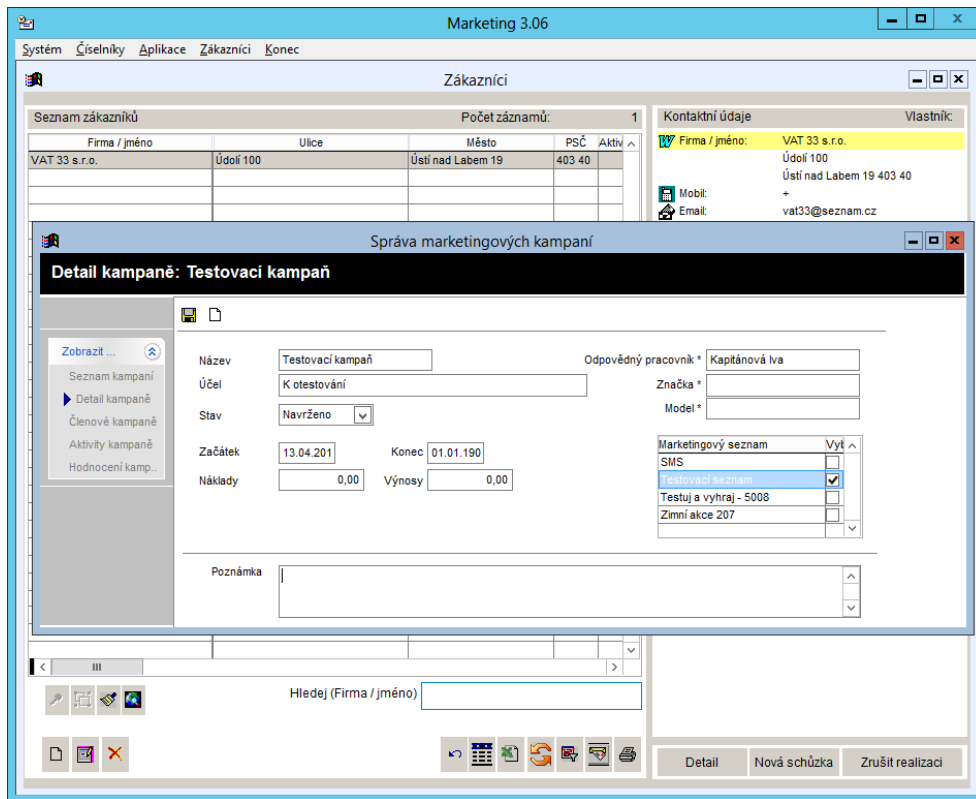 Marketing 3.06
Systém Číselníky Aplikace Zákazníci Konec
Zákazníci
Seznam zákazníků Počet záznamů: 1
Firma / jméno Ulice Město PSČ Aktiv
VAT 33 s.r.o. Údolí 100 Ústí nad Labem 19 403 40
Kontaktní údaje Vlastník:
Firma / jméno: VAT 33 s.r.o.
Údolí 100
Ústí nad Labem 19 403 40
Mobil: +
Email: vat33@seznam.cz
Správa marketingových kampaní
Detail kampaně: Testovací kampaň
Zobrazit ...
Seznam kampaní
Detail kampaně
Členové kampaně
Aktivity kampaně
Hodnocení kamp..
Název Testovací kampaň
Účel K otestování
Stav Navrženo
Začátek 13.04.201 Konec 01.01.190
Náklady 0,00 Výnosy 0,00
Odpovědný pracovník * Kapitánová Iva
Značka *
Model *
Marketingový seznam Vyt
SMS
Testovací seznam
Testuj a vyhraj - 5008
Zimní akce 207
Poznámka
Hledej (Firma / jméno)
Detail Nová schůzka Zrušit realizaci